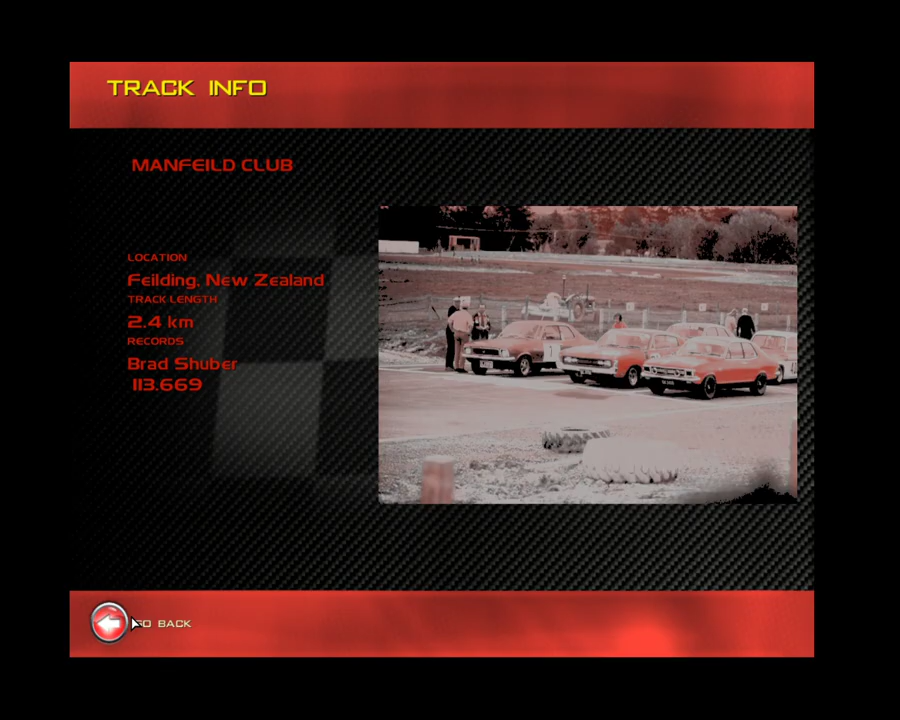 TRACK INFO
MANFEILD CLUB
LOCATION
Feilding, New Zealand
TRACK LENGTH
2.4 km
RECORDS
Brad Shuber
113.669
GO BACK